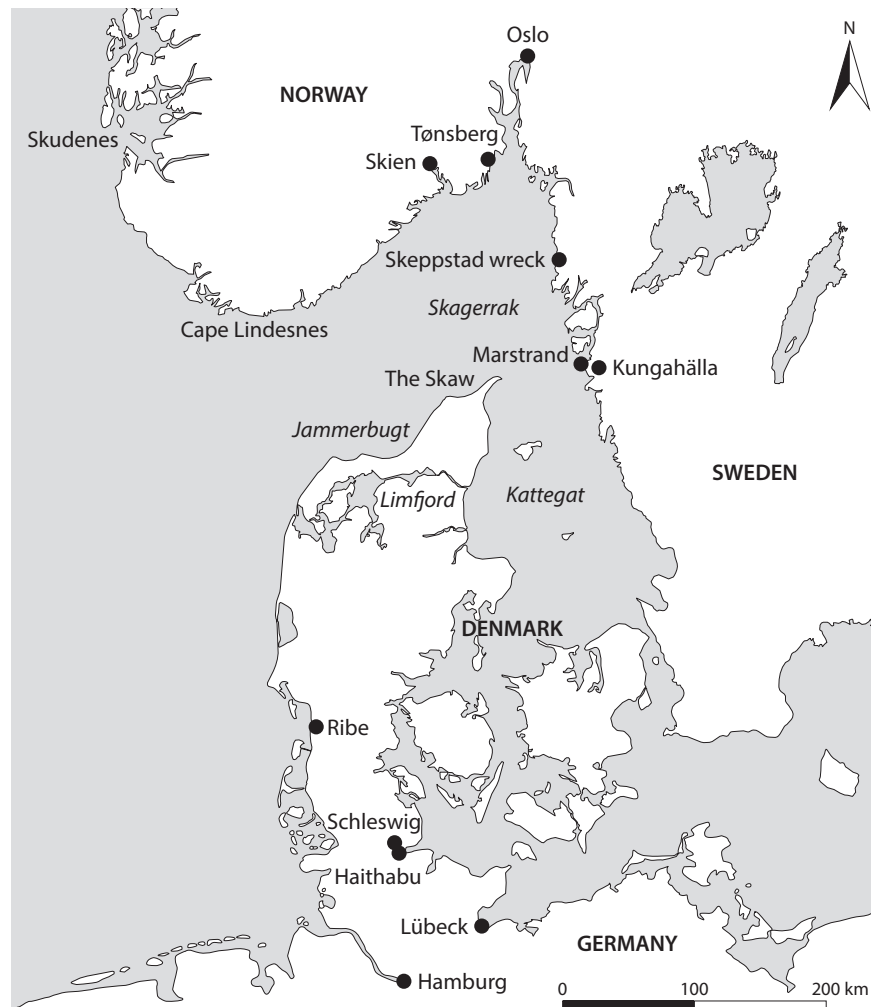 Oslo
N
NORWAY
Tønsberg
Skudenes
Skien
Skeppstad wreck
Skagerrak
Cape Lindesnes
Marstrand
Kungahälla
The Skaw
Jammerbugt
SWEDEN
Limfjord
Kattegat
DENMARK
Ribe
Schleswig
Haithabu
Lübeck
GERMANY
Hamburg
0 100 200 km